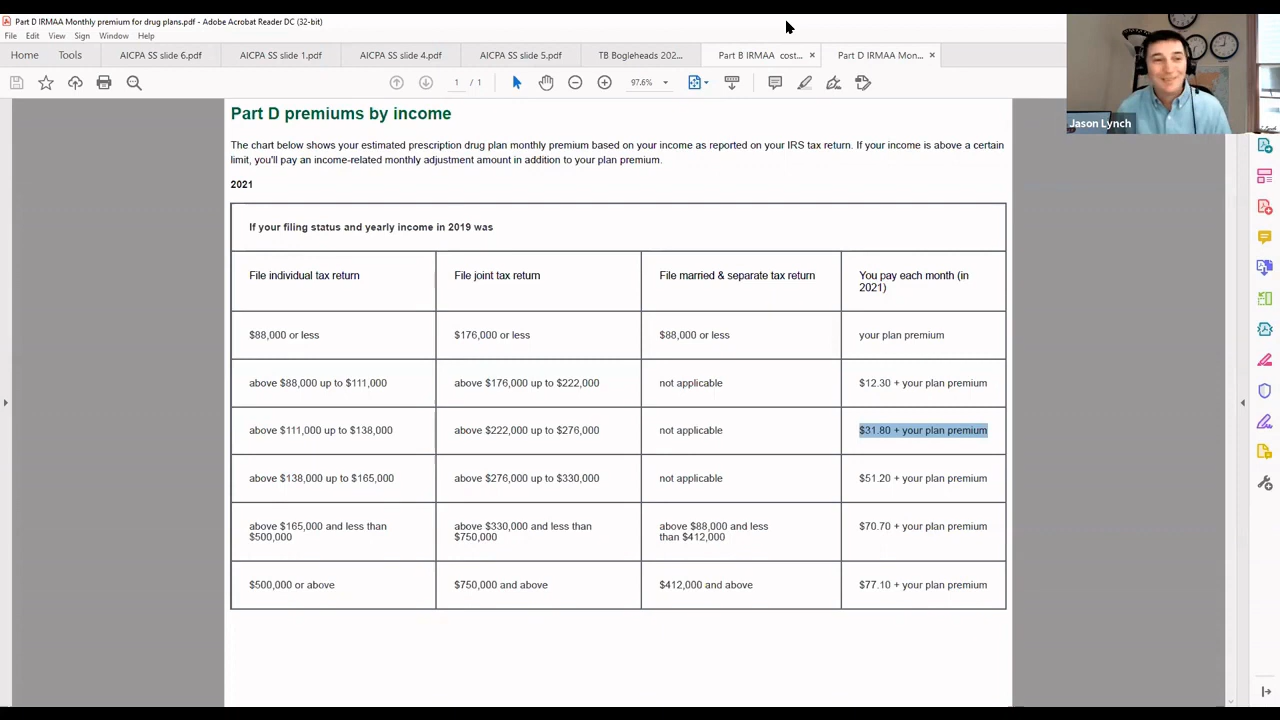 Part D IRMAA Monthly premium for drug plans.pdf - Adobe Acrobat Reader DC (32-bit)
File Edit View Sign Window Help
Home Tools AICPA SS slide 6.pdf AICPA SS slide 1.pdf AICPA SS slide 4.pdf AICPA SS slide 5.pdf TB Bogleheads 202... Part B IRMAA cost... × Part D IRMAA Mon... ×
1 / 1 97.6%
Jason Lynch
Part D premiums by income
The chart below shows your estimated prescription drug plan monthly premium based on your income as reported on your IRS tax return. If your income is above a certain
limit, you'll pay an income-related monthly adjustment amount in addition to your plan premium.
2021
If your filing status and yearly income in 2019 was
File individual tax return File joint tax return File married & separate tax return You pay each month (in
2021)
$88,000 or less $176,000 or less $88,000 or less your plan premium
above $88,000 up to $111,000 above $176,000 up to $222,000 not applicable $12.30 + your plan premium
above $111,000 up to $138,000 above $222,000 up to $276,000 not applicable $31.80 + your plan premium
above $138,000 up to $165,000 above $276,000 up to $330,000 not applicable $51.20 + your plan premium
above $165,000 and less than above $330,000 and less than above $88,000 and less $70.70 + your plan premium
$500,000 $750,000 than $412,000
$500,000 or above $750,000 and above $412,000 and above $77.10 + your plan premium